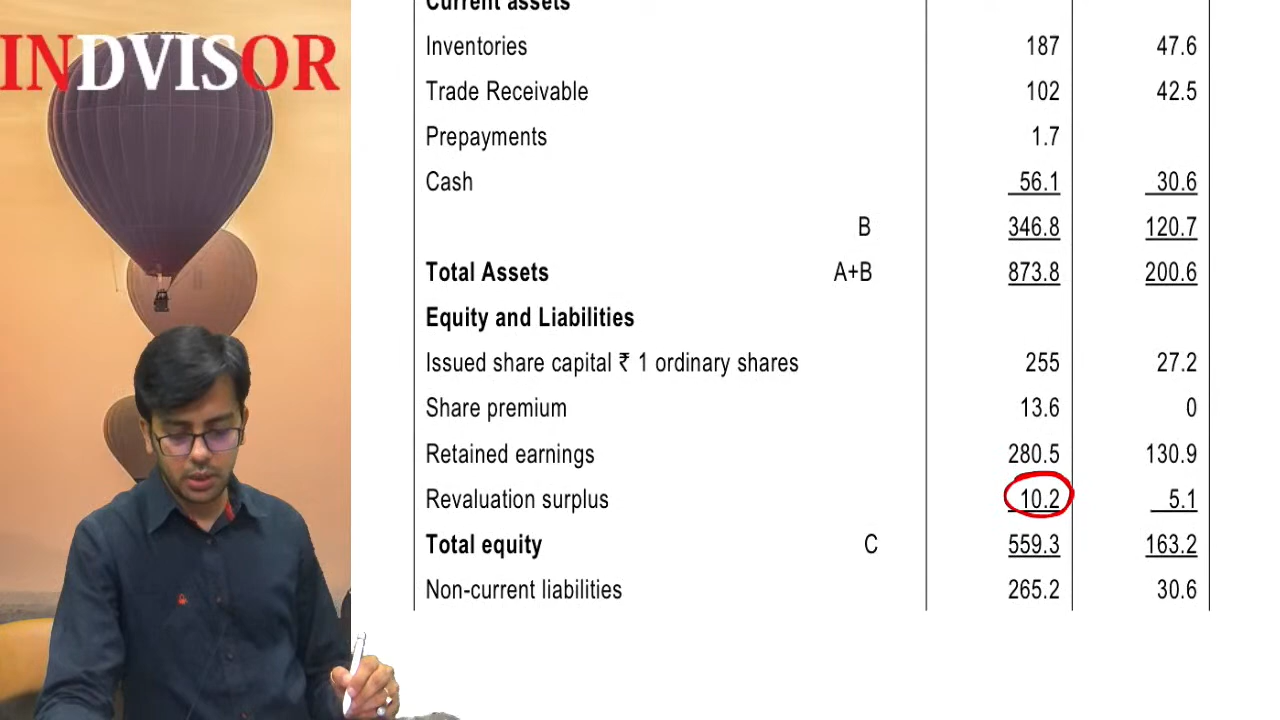 INDVISOR
Current assets
Inventories 187 47.6
Trade Receivable 102 42.5
Prepayments 1.7
Cash 56.1 30.6
B 346.8 120.7
Total Assets A+B 873.8 200.6
Equity and Liabilities
Issued share capital ₹ 1 ordinary shares 255 27.2
Share premium 13.6 0
Retained earnings 280.5 130.9
Revaluation surplus 10.2 5.1
Total equity C 559.3 163.2
Non-current liabilities 265.2 30.6